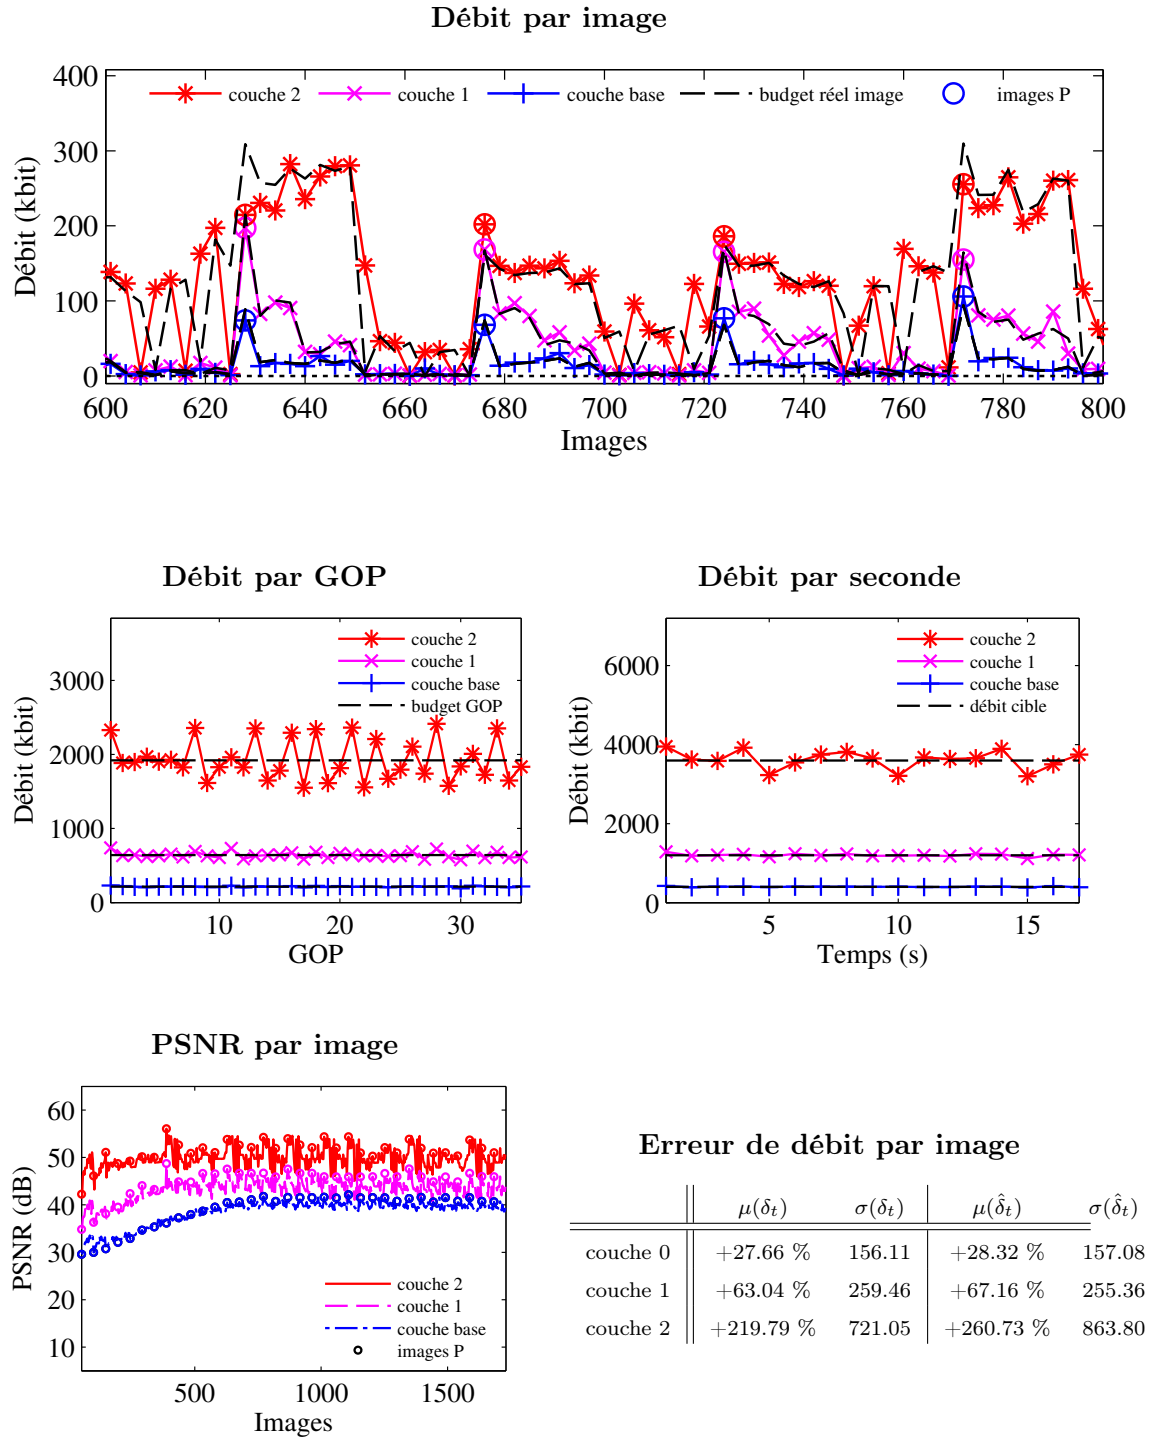 Débit par image
400
300
200
100
0
Débit (kbit)
couche 2
couche 1
couche base
budget réel image
images P
600 620 640 660 680 700 720 740 760 780 800
Images
Débit par GOP
3000
2000
1000
0
Débit (kbit)
couche 2
couche 1
couche base
budget GOP
10 20 30
GOP
Débit par seconde
6000
4000
2000
0
Débit (kbit)
couche 2
couche 1
couche base
débit cible
5 10 15
Temps (s)
PSNR par image
60
50
40
30
20
10
PSNR (dB)
couche 2
couche 1
couche base
images P
500 1000 1500
Images
Erreur de débit par image
μ(δ_t) σ(δ_t) μ(δ̂_t) σ(δ̂_t)
couche 0 +27.66 % 156.11 +28.32 % 157.08
couche 1 +63.04 % 259.46 +67.16 % 255.36
couche 2 +219.79 % 721.05 +260.73 % 863.80